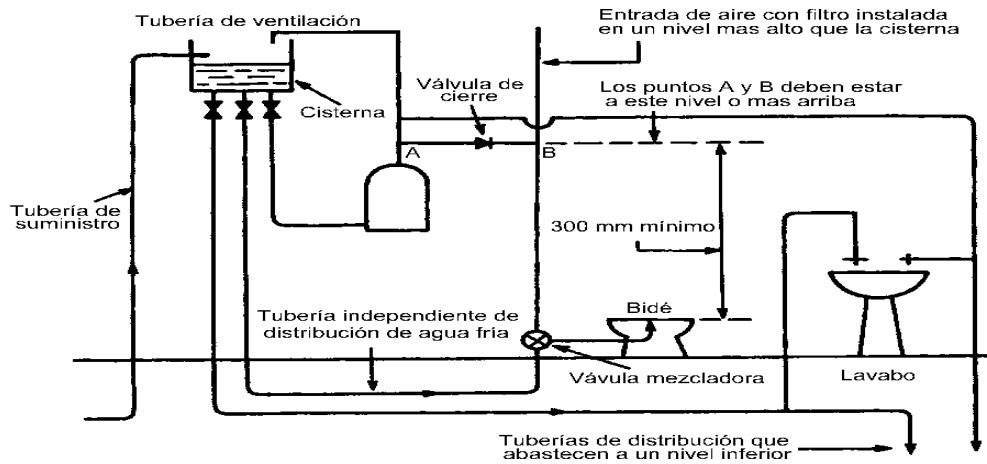 Tubería de ventilación
Entrada de aire con filtro instalada
en un nivel mas alto que la cisterna
Válvula de
cierre
Los puntos A y B deben estar
a este nivel o mas arriba
Cisterna
A
B
Tubería de
suministro
300 mm mínimo
Tubería independiente de
distribución de agua fría
Bidé
Vávula mezcladora
Lavabo
Tuberías de distribución que
abastecen a un nivel inferior